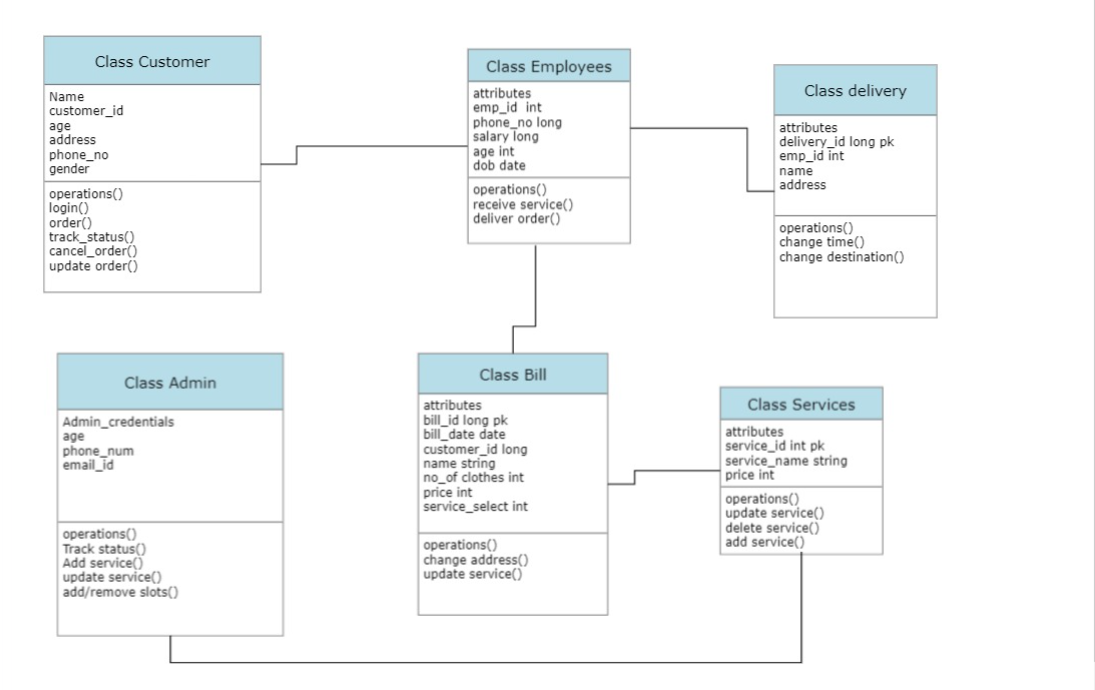 Class Customer
Name
customer_id
age
address
phone_no
gender
operations()
login()
order()
track_status()
cancel_order()
update order()
Class Employees
attributes
emp_id  int
phone_no long
salary long
age int
dob date
operations()
receive service()
deliver order()
Class delivery
attributes
delivery_id long pk
emp_id int
name
address
operations()
change time()
change destination()
Class Admin
Admin_credentials
age
phone_num
email_id
operations()
Track status()
Add service()
update service()
add/remove slots()
Class Bill
attributes
bill_id long pk
bill_date date
customer_id long
name string
no_of clothes int
price int
service_select int
operations()
change address()
update service()
Class Services
attributes
service_id int pk
service_name string
price int
operations()
update service()
delete service()
add service()